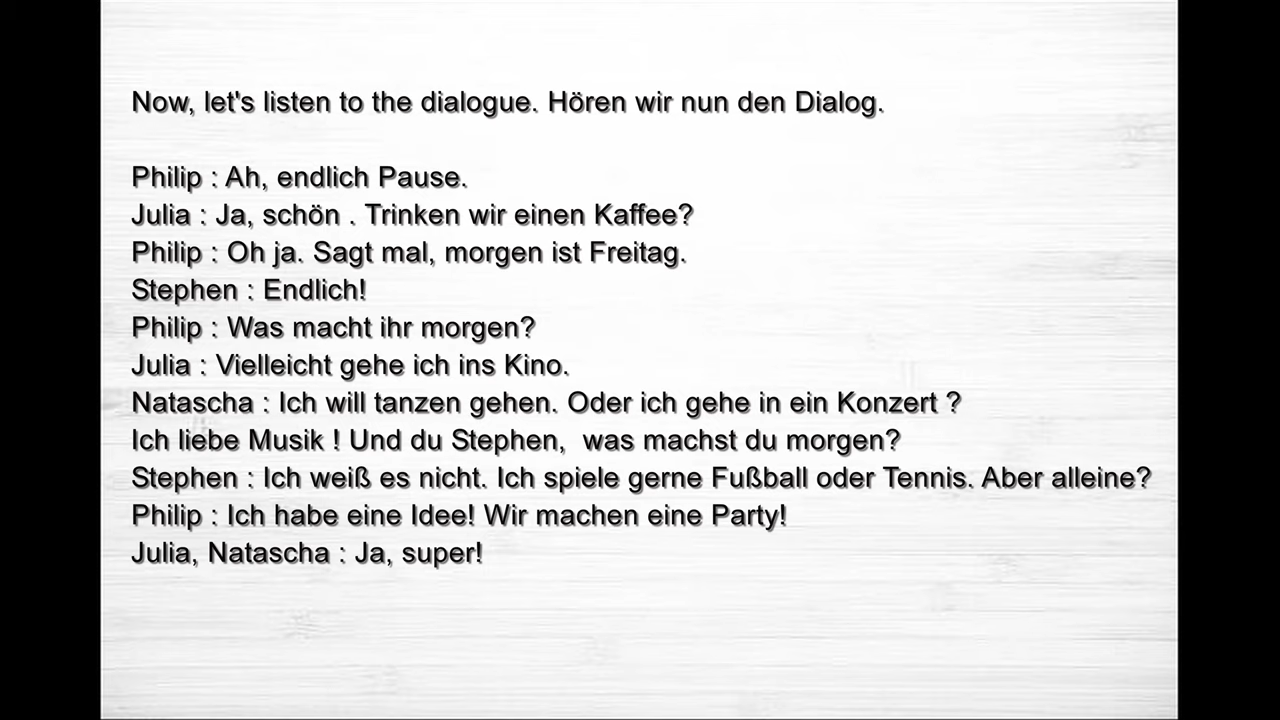 Now, let's listen to the dialogue. Hören wir nun den Dialog.
Philip : Ah, endlich Pause.
Julia : Ja, schön . Trinken wir einen Kaffee?
Philip : Oh ja. Sagt mal, morgen ist Freitag.
Stephen : Endlich!
Philip : Was macht ihr morgen?
Julia : Vielleicht gehe ich ins Kino.
Natascha : Ich will tanzen gehen. Oder ich gehe in ein Konzert ?
Ich liebe Musik ! Und du Stephen,  was machst du morgen?
Stephen : Ich weiß es nicht. Ich spiele gerne Fußball oder Tennis. Aber alleine?
Philip : Ich habe eine Idee! Wir machen eine Party!
Julia, Natascha : Ja, super!